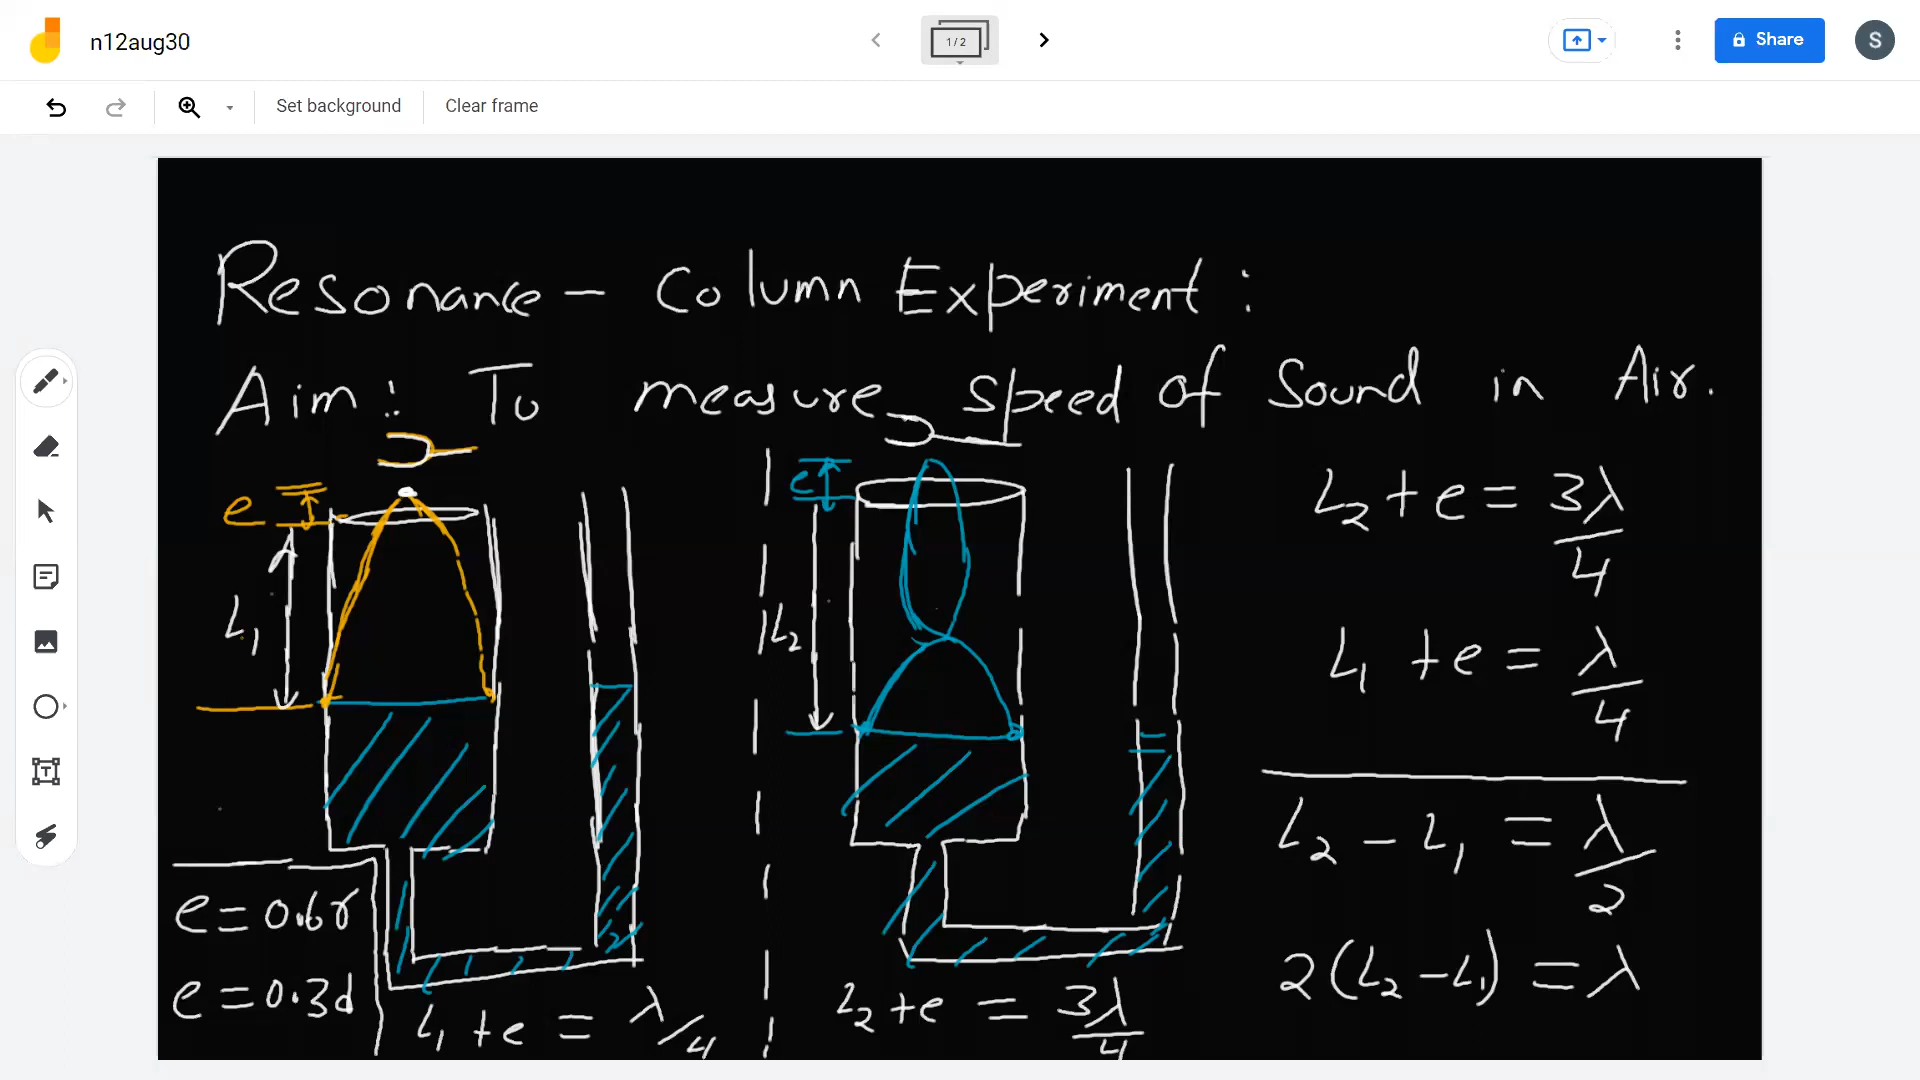 n12aug30
1 / 2
Share
S
Set background
Clear frame
Resonance - Column Experiment :
Aim : To measure speed of Sound in Air.
e
L₁
e = 0.6r
e = 0.3d
L₁ + e = λ/4
e
L₂
L₂ + e = 3λ/4
L₂ + e = 3λ/4
L₁ + e = λ/4
L₂ - L₁ = λ/2
2(L₂ - L₁) = λ